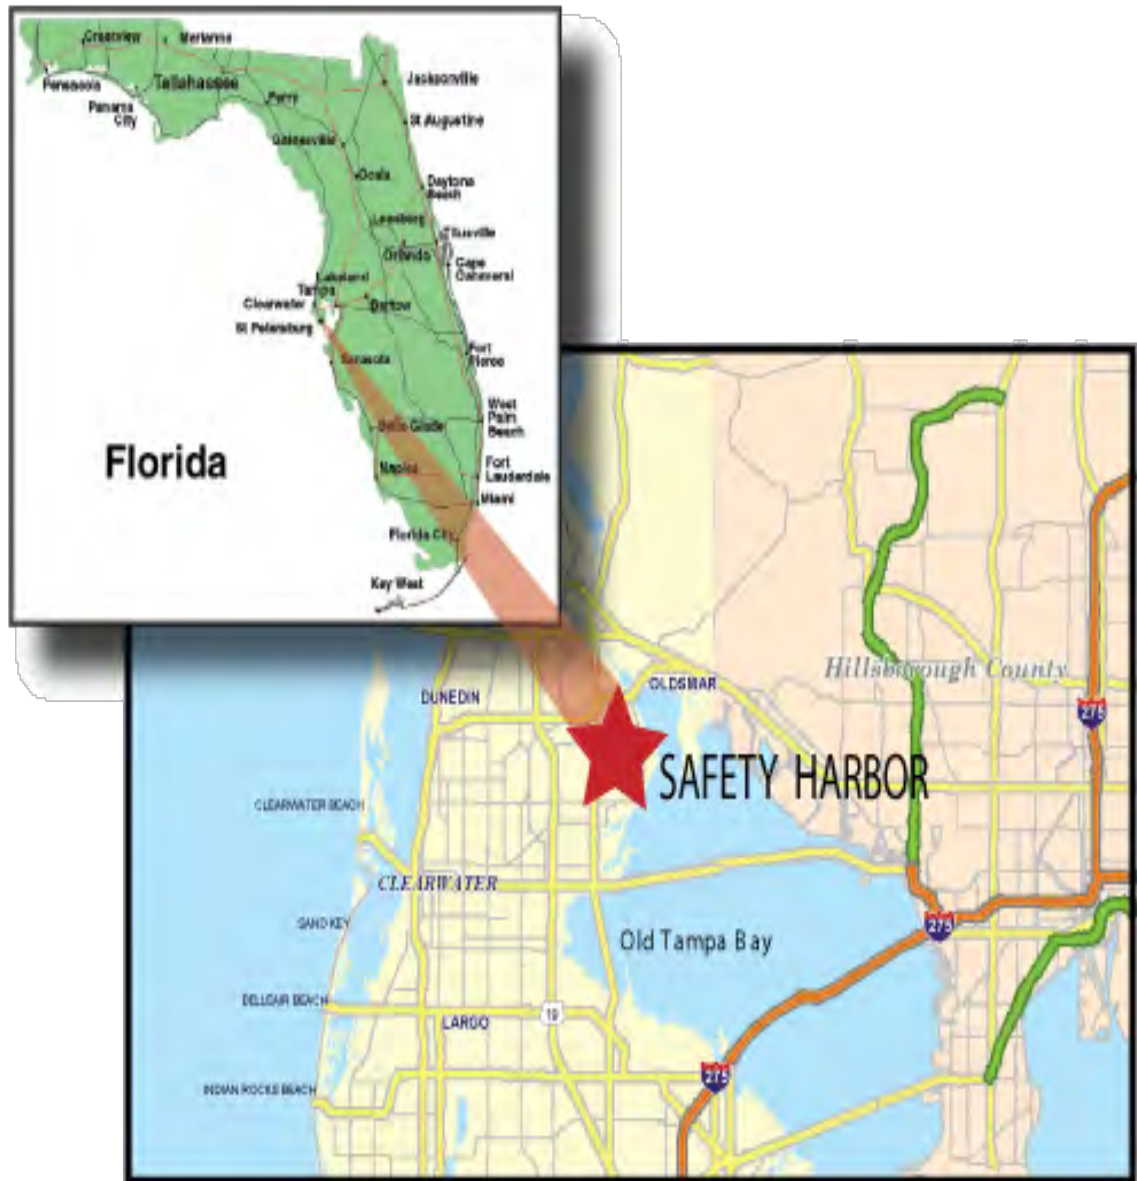 Crestview
Marianna
Pensacola
Tallahassee
Jacksonville
Panama
City
Perry
St Augustine
Gainesville
Ocala
Daytona
Beach
Leesburg
Titusville
Orlando
Cape
Canaveral
Lakeland
Tampa
Clearwater
Bartow
St Petersburg
Fort
Pierce
Sarasota
West
Palm
Beach
Belle Glade
Florida
Naples
Fort
Lauderdale
Miami
Florida City
Key West
Hillsborough County
OLDSMAR
DUNEDIN
275
SAFETY HARBOR
CLEARWATER BEACH
CLEARWATER
SAND KEY
275
Old Tampa Bay
BELLEAIR BEACH
19
LARGO
275
INDIAN ROCKS BEACH